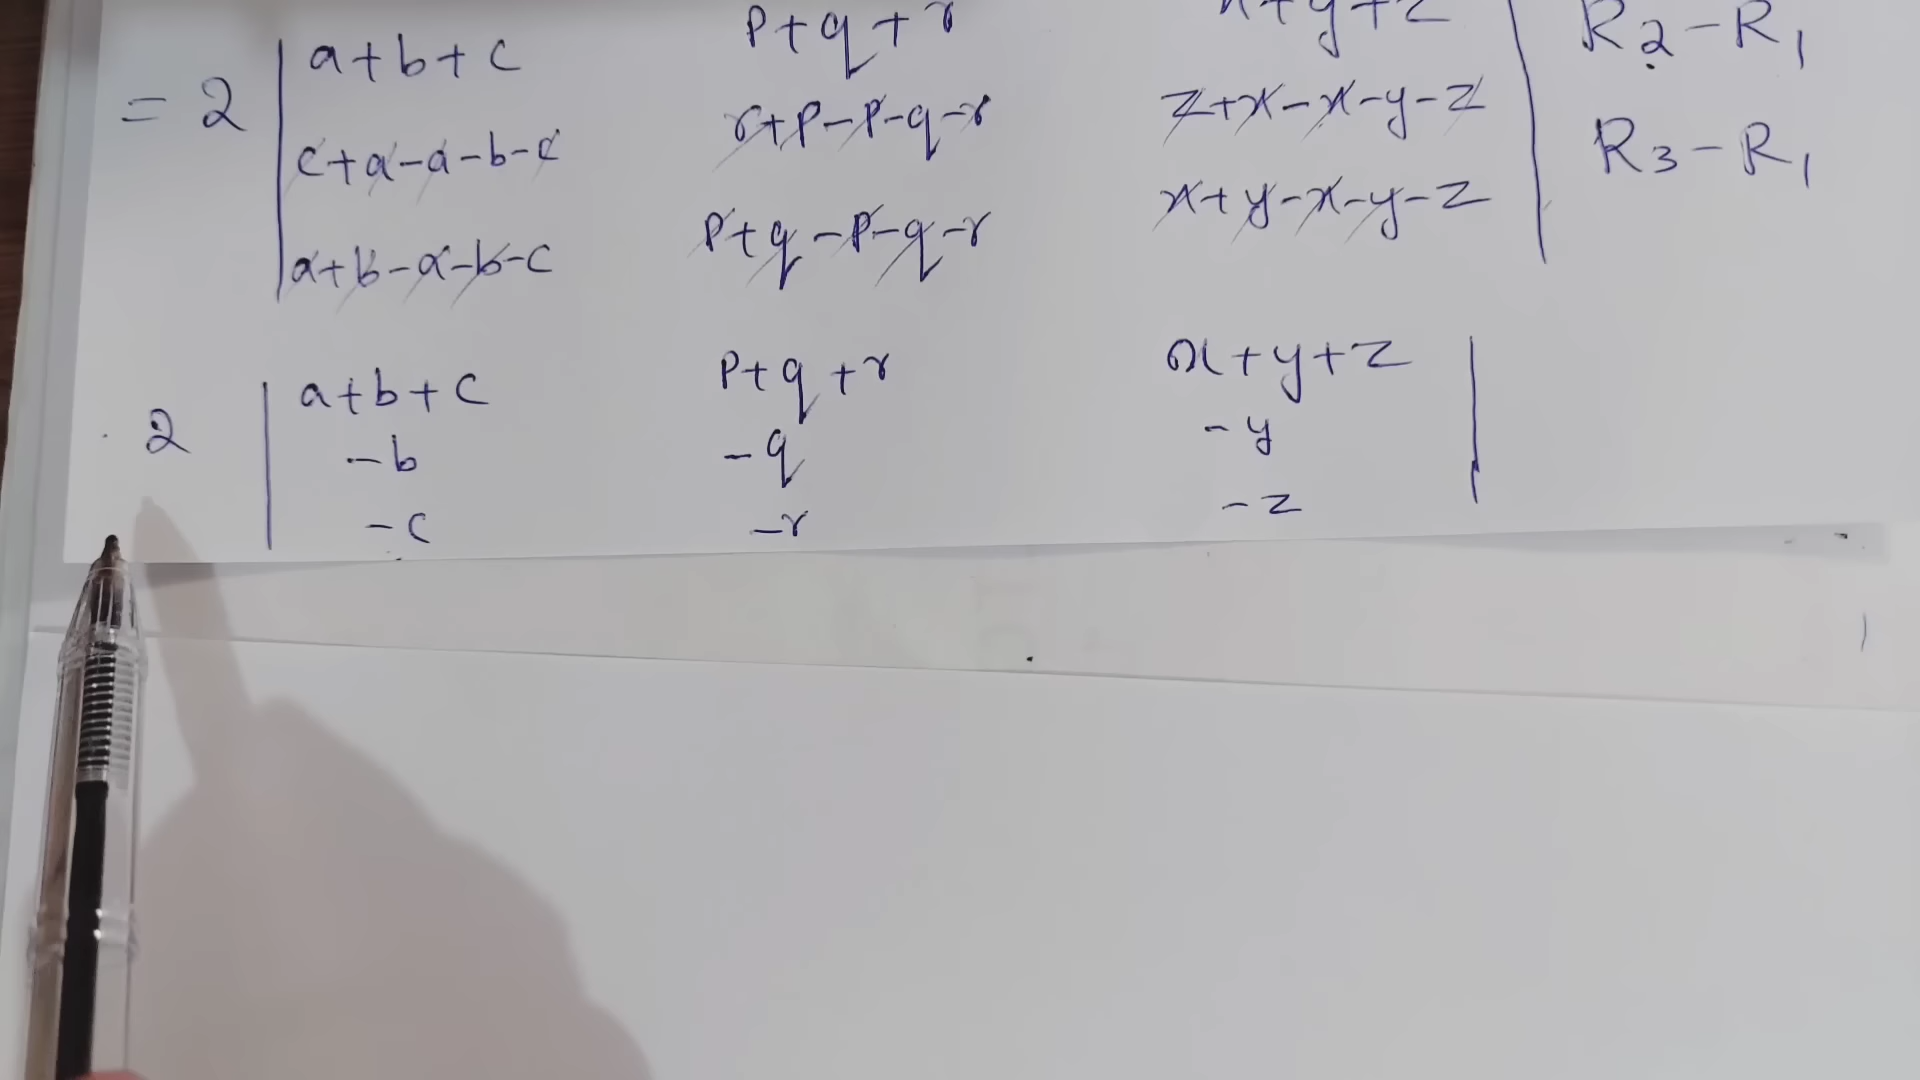 = 2 | a+b+c p+q+r x+y+z | R2-R1
c+a-a-b-c r+p-p-q-r z+x-x-y-z R3-R1
a+b-a-b-c p+q-p-q-r x+y-x-y-z
2 | a+b+c p+q+r x+y+z |
-b -q -y
-c -r -z